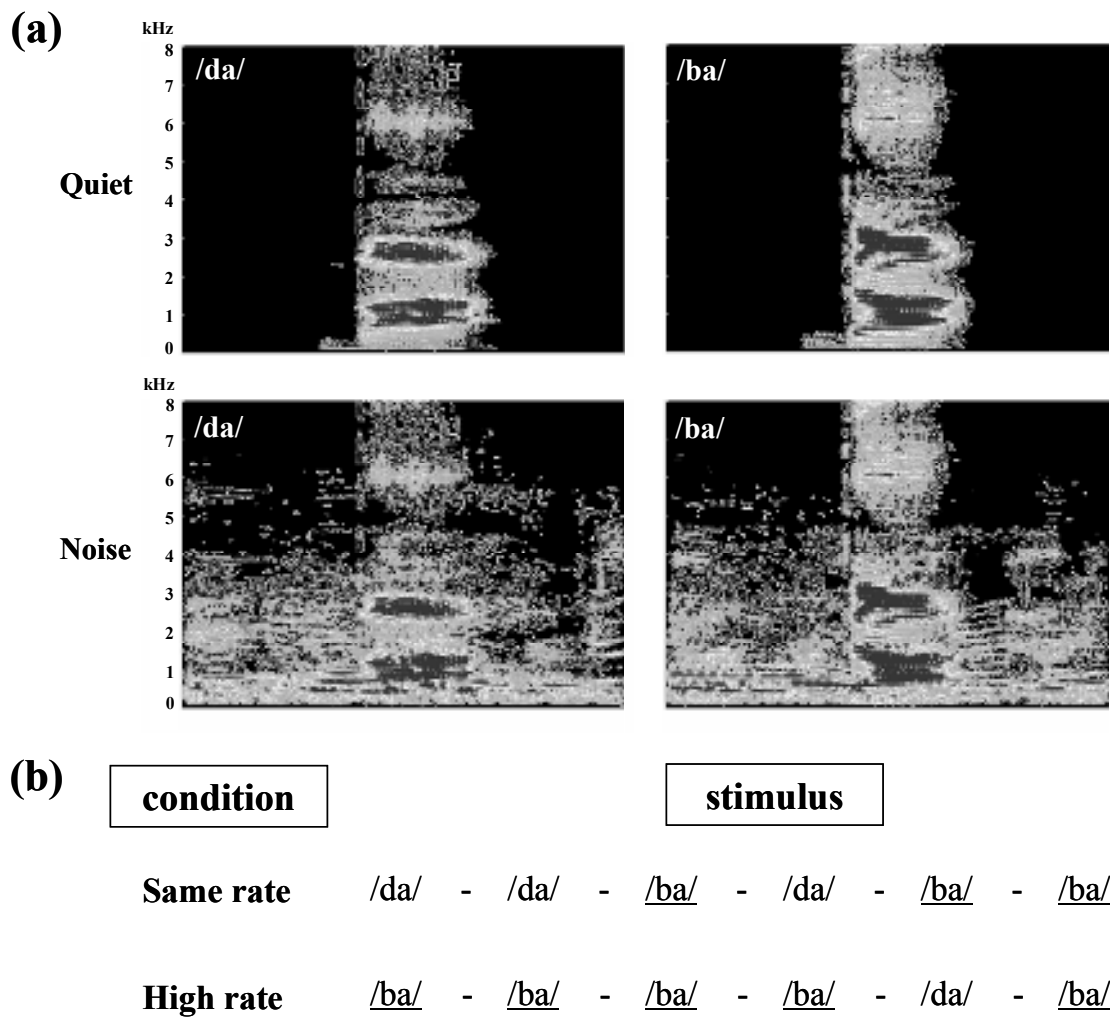 (a)
kHz
/da/
/ba/
8
7
6
5
4
3
2
1
0
Quiet
kHz
/da/
/ba/
8
7
6
5
4
3
2
1
0
Noise
(b)
condition stimulus
Same rate /da/ - /da/ - /ba/ - /da/ - /ba/ - /ba/
High rate /ba/ - /ba/ - /ba/ - /ba/ - /da/ - /ba/